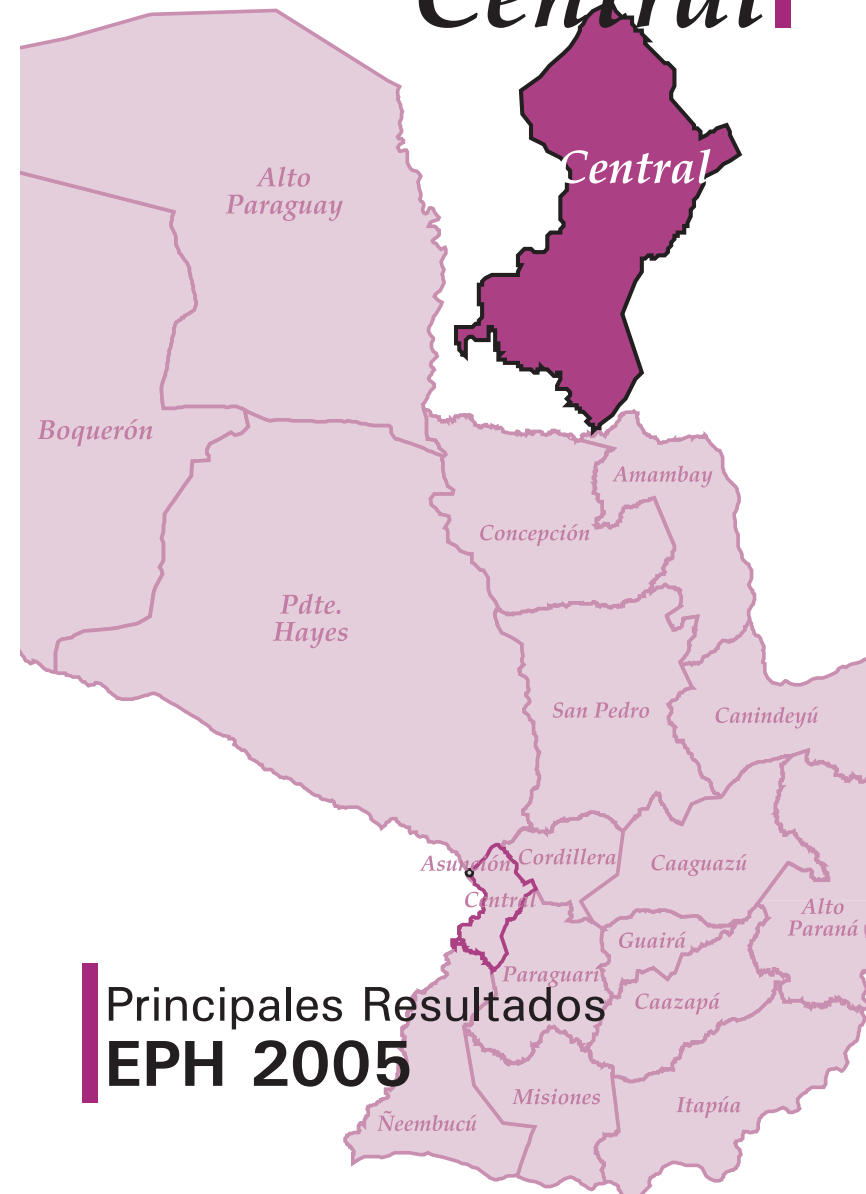 Central
Central
Alto
Paraguay
Boquerón
Amambay
Concepción
Pdte.
Hayes
San Pedro
Canindeyú
Asunción
Cordillera
Caaguazú
Central
Alto
Paraná
Guairá
Paraguarí
Caazapá
Principales Resultados
EPH 2005
Misiones
Itapúa
Ñeembucú